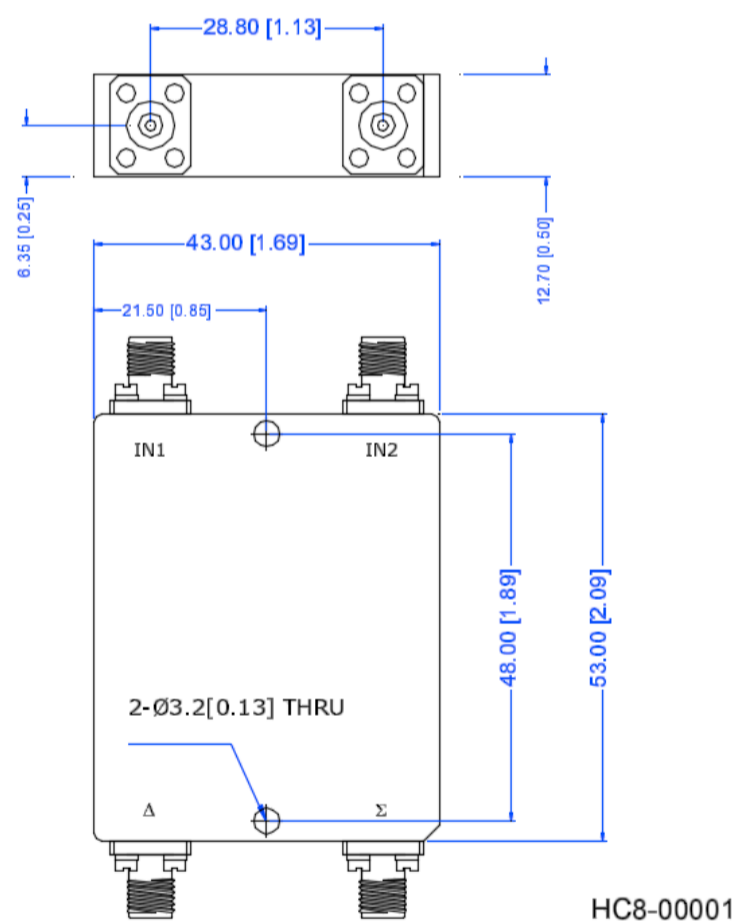 28.80 [1.13]
6.35 [0.25]
12.70 [0.50]
43.00 [1.69]
21.50 [0.85]
IN1
IN2
48.00 [1.89]
53.00 [2.09]
2-Ø3.2[0.13] THRU
Δ
Σ
HC8-00001